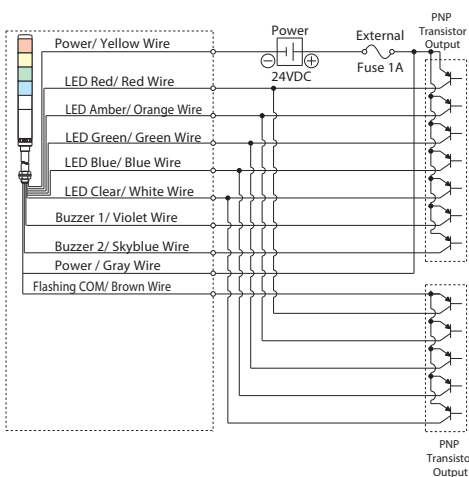 PNP
Transistor
Output
Power
External
Power/ Yellow Wire
24VDC
Fuse 1A
LED Red/ Red Wire
LED Amber/ Orange Wire
LED Green/ Green Wire
LED Blue/ Blue Wire
LED Clear/ White Wire
Buzzer 1/ Violet Wire
Buzzer 2/ Skyblue Wire
Power / Gray Wire
Flashing COM/ Brown Wire
PNP
Transisto
Output